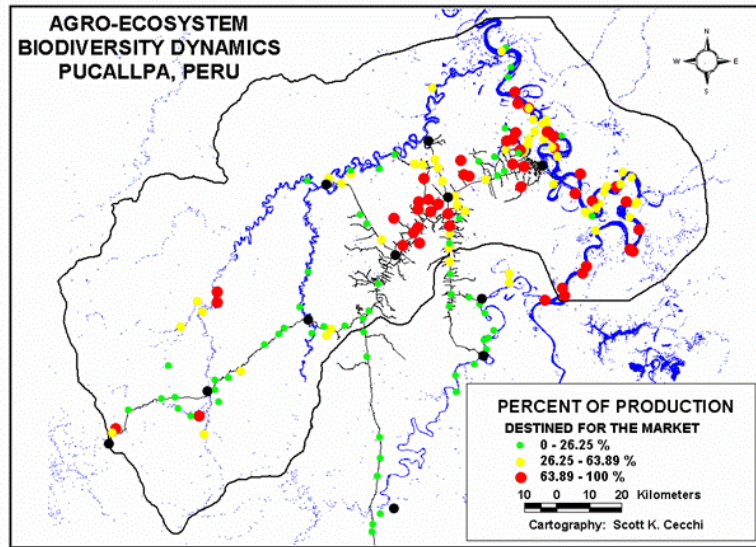 AGRO-ECOSYSTEM
BIODIVERSITY DYNAMICS
PUCALLPA, PERU
N
W
E
S
PERCENT OF PRODUCTION
DESTINED FOR THE MARKET
0 - 26.25 %
26.25 - 63.89 %
63.89 - 100 %
10 0 10 20 Kilometers
Cartography: Scott K. Cecchi